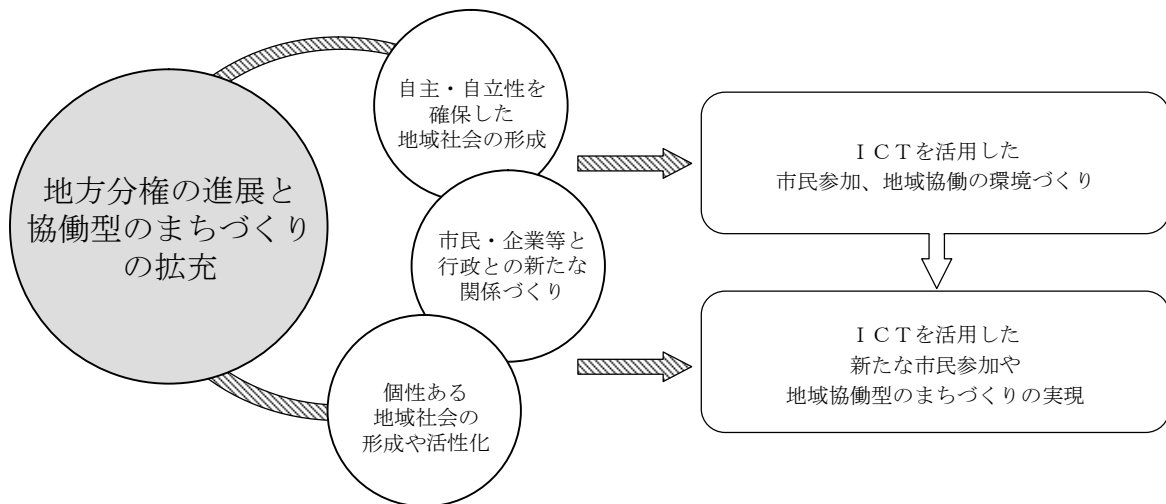 地方分権の進展と
協働型のまちづくり
の拡充
自主・自立性を
確保した
地域社会の形成
市民・企業等と
行政との新たな
関係づくり
個性ある
地域社会の
形成や活性化
ＩＣＴを活用した
市民参加、地域協働の環境づくり
ＩＣＴを活用した
新たな市民参加や
地域協働型のまちづくりの実現